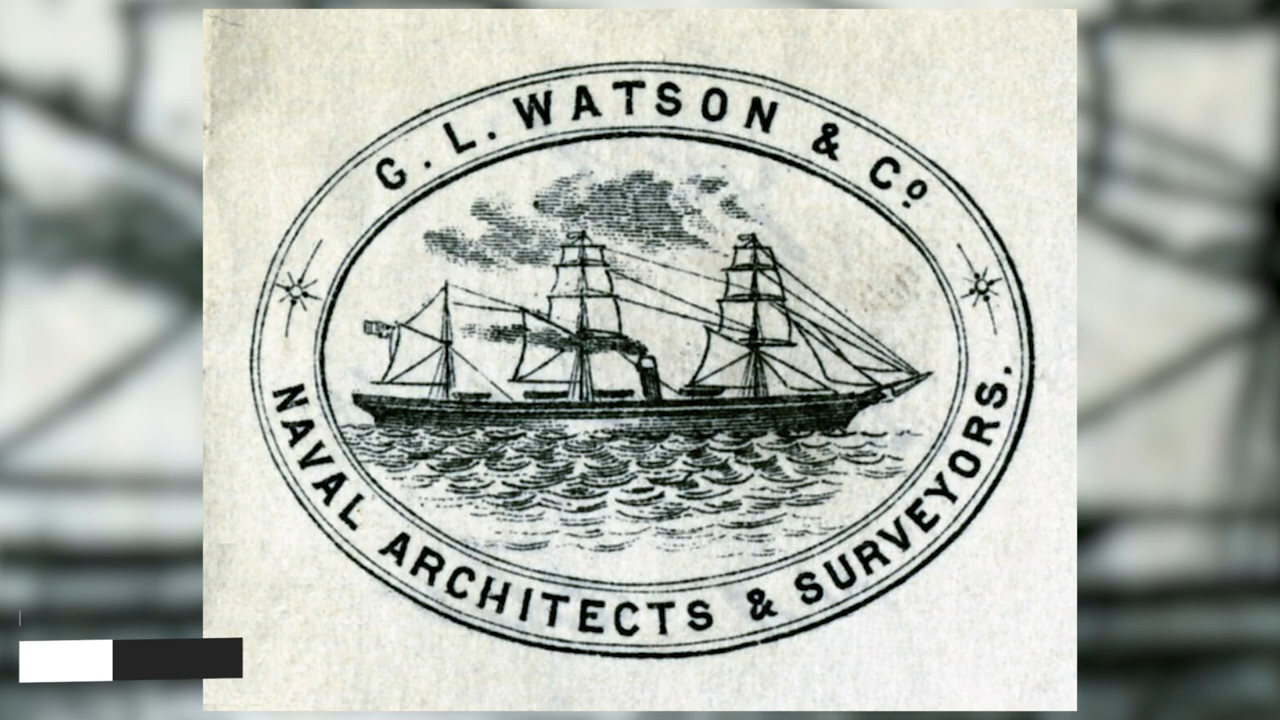 G. L. WATSON & Cº
NAVAL ARCHITECTS & SURVEYORS.